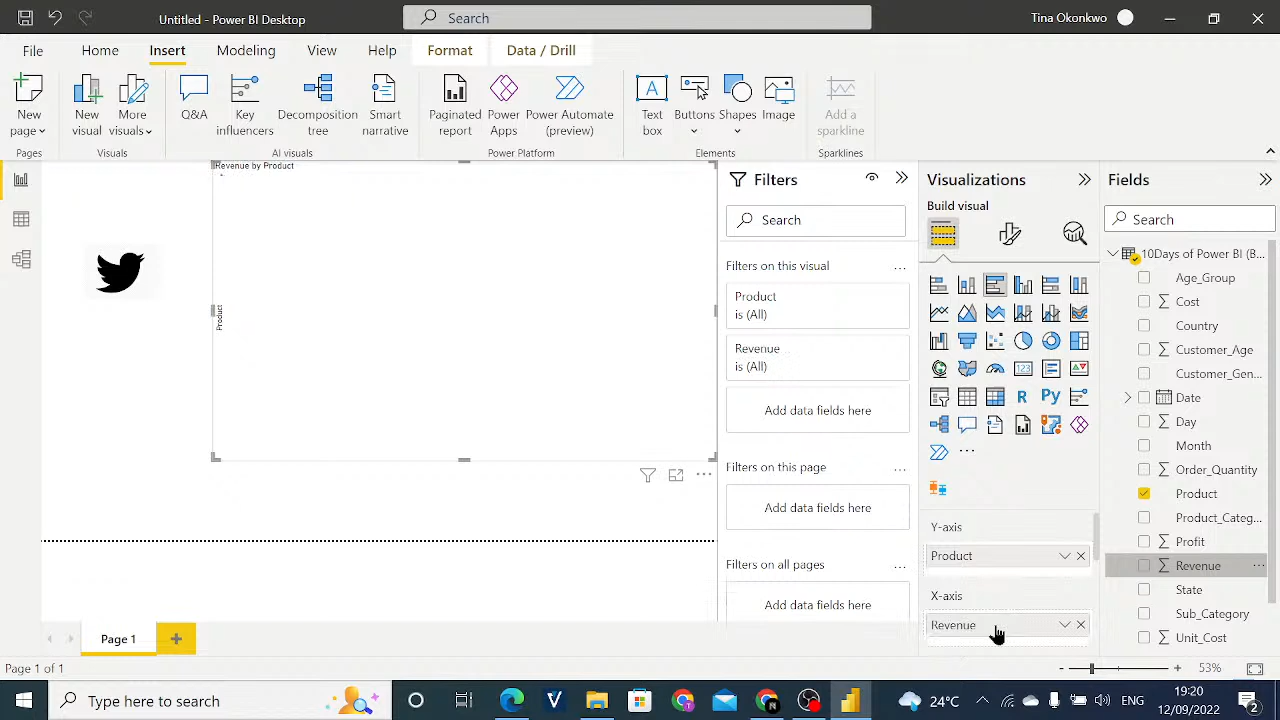 Untitled - Power BI Desktop
Search
Tina Okonkwo
File
Home
Insert
Modeling
View
Help
Format
Data / Drill
New page
New visual
More visuals
Q&A
Key influencers
Decomposition tree
Smart narrative
Paginated report
Power Apps
Power Automate (preview)
A
Text box
Buttons
Shapes
Image
Add a sparkline
Pages
Visuals
AI visuals
Power Platform
Elements
Sparklines
Revenue by Product
Product
Filters
Search
Filters on this visual
...
Product
is (All)
Revenue
is (All)
Add data fields here
Filters on this page
...
Add data fields here
Filters on all pages
...
Add data fields here
Visualizations
Build visual
123
R
Py
...
Y-axis
Product
X-axis
Revenue
Fields
Search
10Days of Power BI (B...
Age_Group
Cost
Country
Customer_Age
Customer_Gen...
Date
Day
Month
Order_Quantity
Product
Product_Categ...
Profit
Revenue
...
State
Sub_Category
Unit_Cost
Page 1
Page 1 of 1
53%
Type here to search
24°C
ENG
19:20
12/09/2022
2